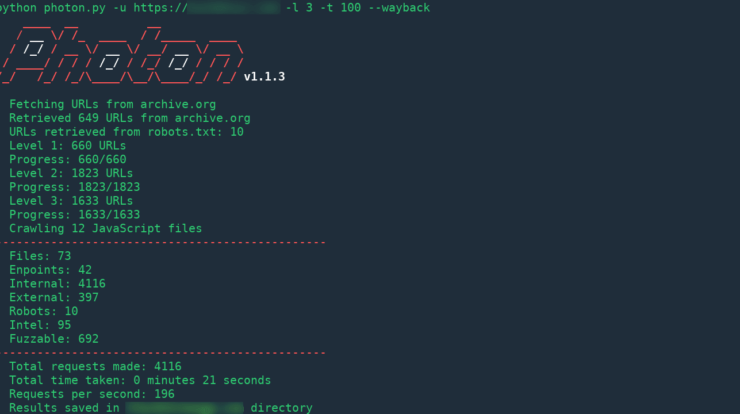 python photon.py -u https:// -l 3 -t 100 --wayback
Photon
v1.1.3
Fetching URLs from archive.org
Retrieved 649 URLs from archive.org
URLs retrieved from robots.txt: 10
Level 1: 660 URLs
Progress: 660/660
Level 2: 1823 URLs
Progress: 1823/1823
Level 3: 1633 URLs
Progress: 1633/1633
Crawling 12 JavaScript files
--------------------------------------------------
Files: 73
Enpoints: 42
Internal: 4116
External: 397
Robots: 10
Intel: 95
Fuzzable: 692
--------------------------------------------------
Total requests made: 4116
Total time taken: 0 minutes 21 seconds
Requests per second: 196
Results saved in directory